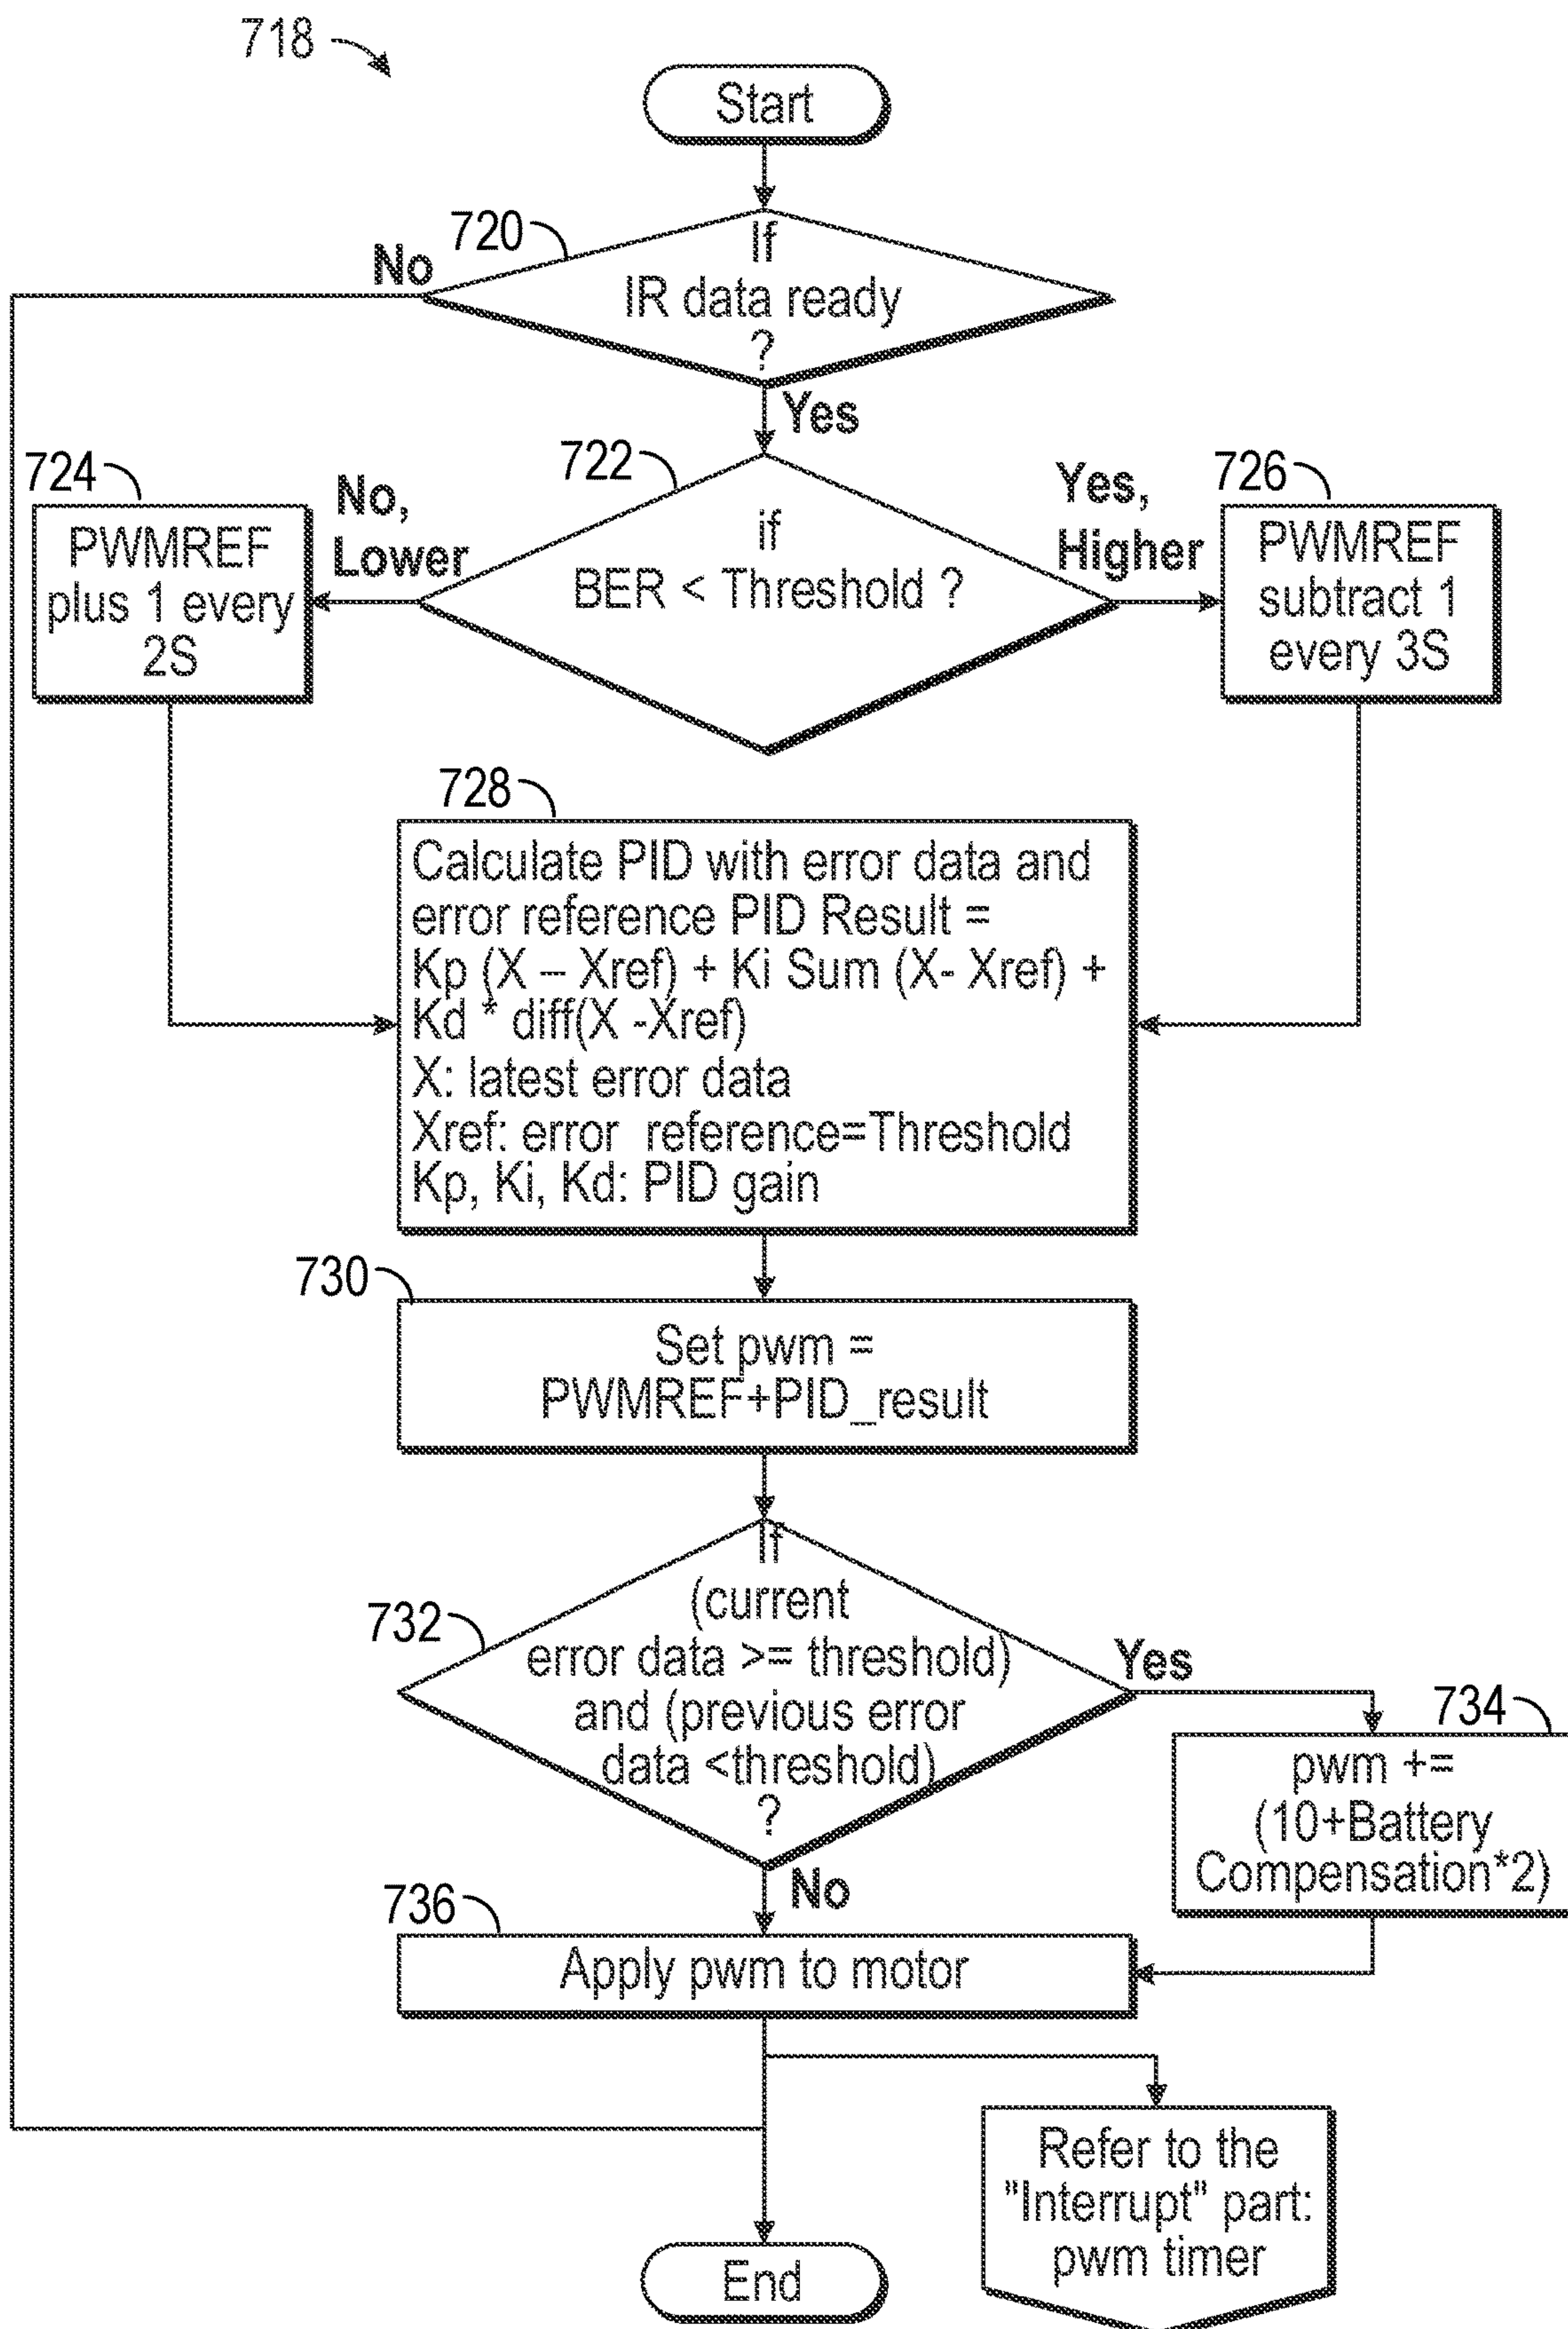 718
Start
720
No
If
IR data ready
?
Yes
722
724
No,
Lower
Yes,
Higher
726
PWMREF
plus 1 every
2S
if
BER < Threshold ?
PWMREF
subtract 1
every 3S
728
Calculate PID with error data and
error reference PID Result =
Kp (X – Xref) + Ki Sum (X- Xref) +
Kd * diff(X -Xref)
X: latest error data
Xref: error reference=Threshold
Kp, Ki, Kd: PID gain
730
Set pwm =
PWMREF+PID_result
732
If
(current
error data >= threshold)
and (previous error
data <threshold)
?
Yes
734
pwm +=
(10+Battery
Compensation*2)
No
736
Apply pwm to motor
Refer to the
"Interrupt" part:
pwm timer
End